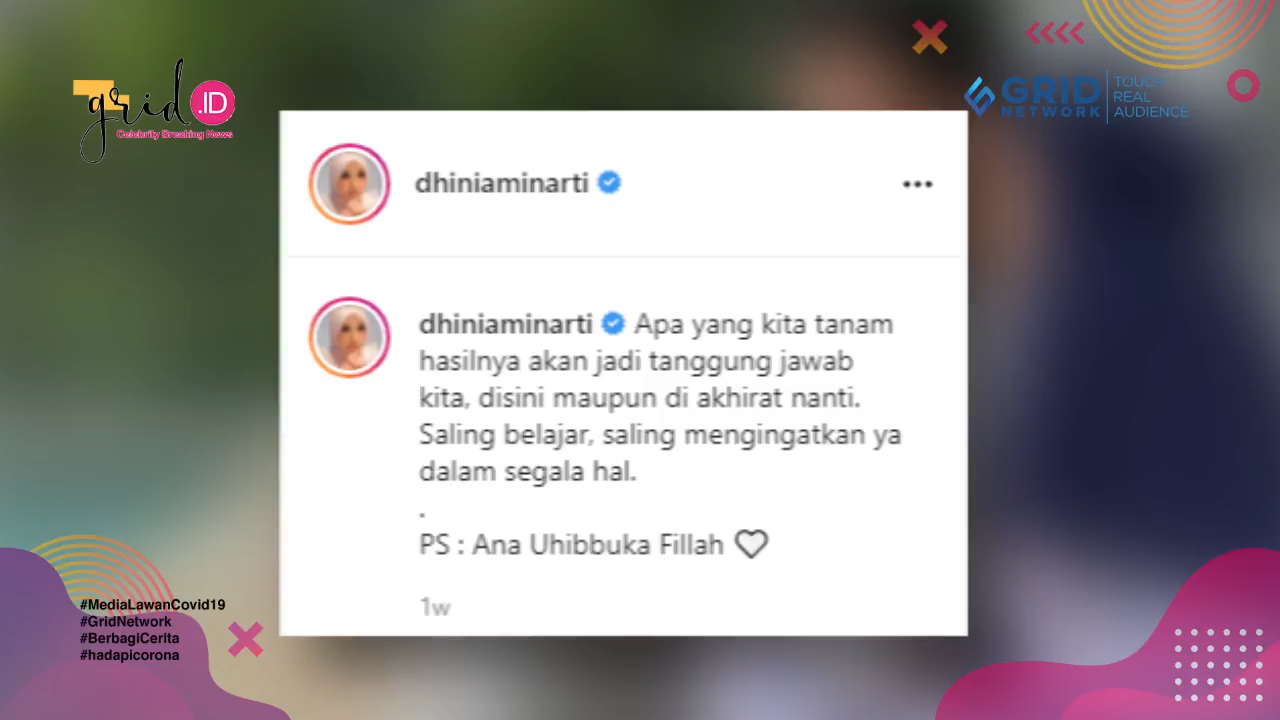 grid .ID
Celebrity Breaking News
GRID NETWORK
TOUCH
REAL
AUDIENCE
dhiniaminarti
dhiniaminarti Apa yang kita tanam
hasilnya akan jadi tanggung jawab
kita, disini maupun di akhirat nanti.
Saling belajar, saling mengingatkan ya
dalam segala hal.
.
PS : Ana Uhibbuka Fillah ♡
1w
#MediaLawanCovid19
#GridNetwork
#BerbagiCerita
#hadapicorona